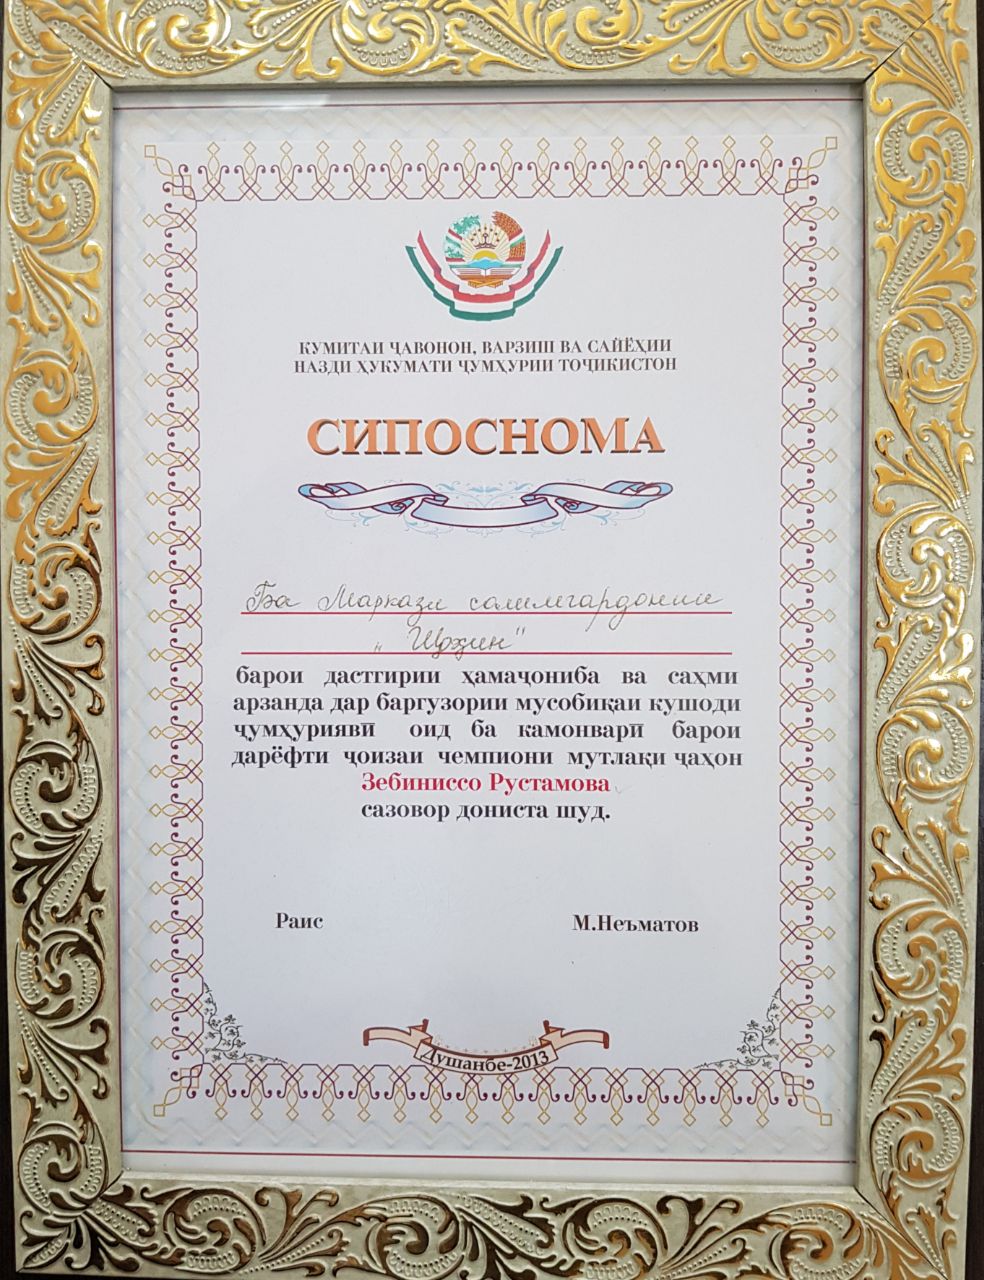 КУМИТАИ ҶАВОНОН, ВАРЗИШ ВА САЙЁҲИИ
НАЗДИ ҲУКУМАТИ ҶУМҲУРИИ ТОҶИКИСТОН
СИПОСНОМА
Ба Маркази солимгардонии
„Ширин"
барои дастгирии ҳамаҷониба ва саҳми
арзанда дар баргузории мусобиқаи кушоди
ҷумҳуриявӣ оид ба камонварӣ барои
дарёфти ҷоизаи чемпиони мутлақи ҷаҳон
Зебиниссо Рустамова
сазовор дониста шуд.
Раис М.Неъматов
Душанбе-2013